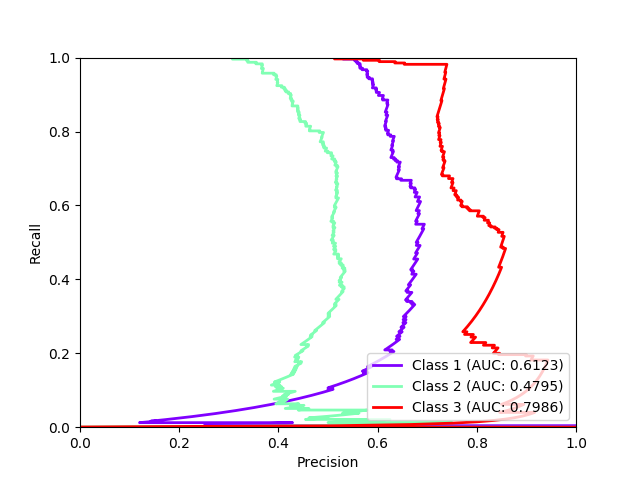 1.0
0.8
0.6
0.4
0.2
0.0
Recall
0.0 0.2 0.4 0.6 0.8 1.0
Precision
Class 1 (AUC: 0.6123)
Class 2 (AUC: 0.4795)
Class 3 (AUC: 0.7986)